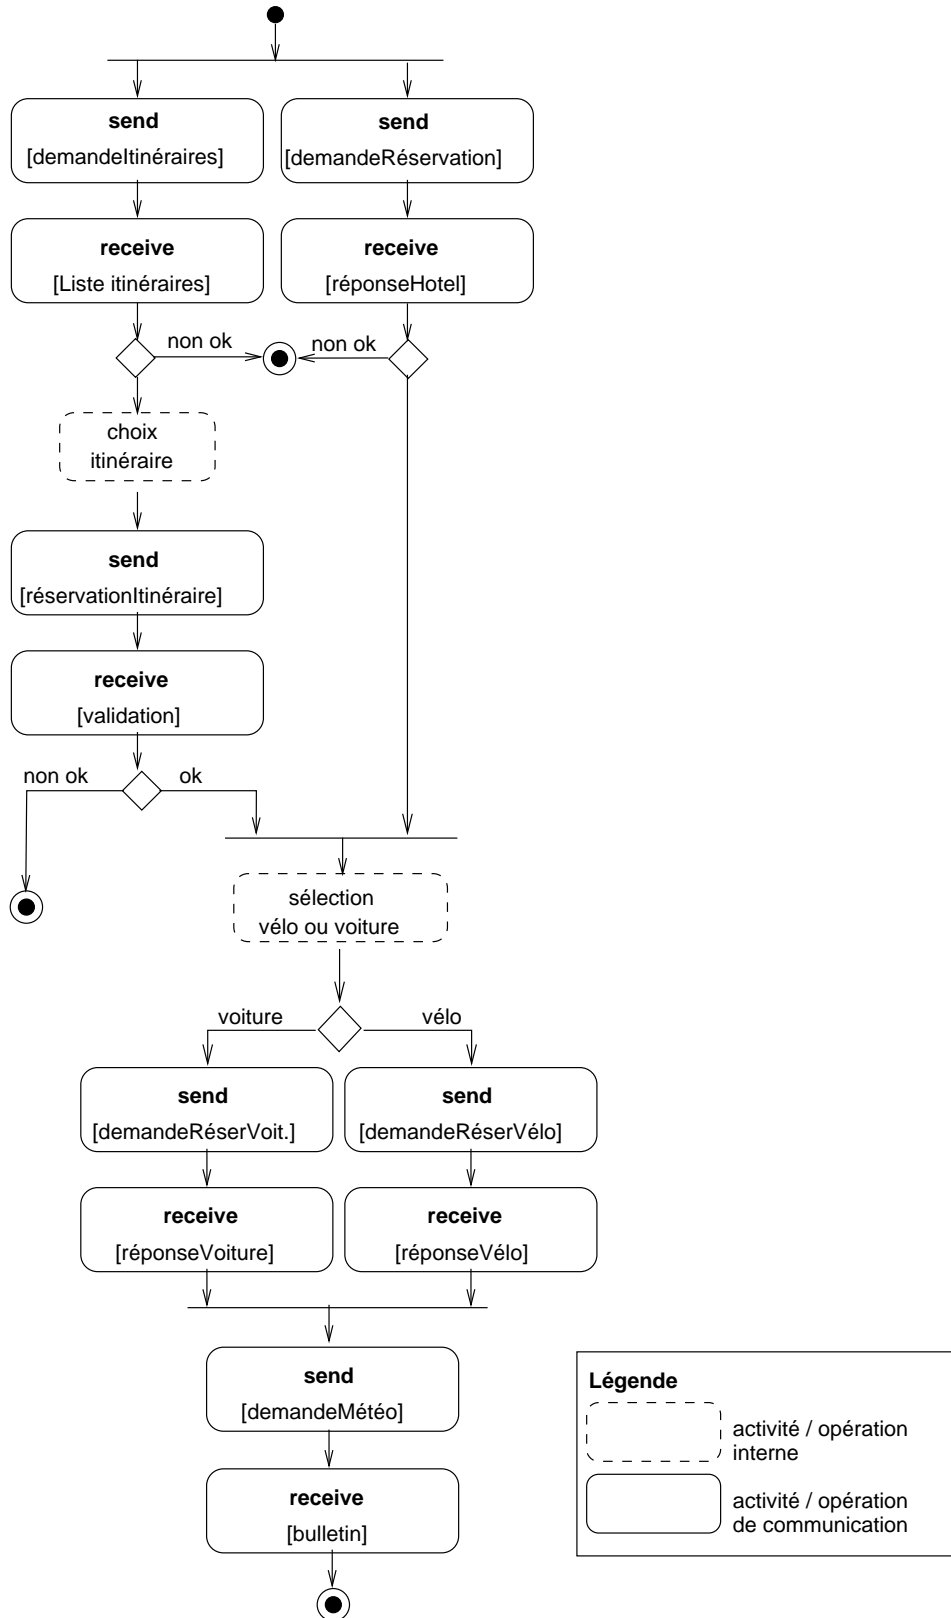 send
[demandeItinéraires]
send
[demandeRéservation]
receive
[Liste itinéraires]
receive
[réponseHotel]
non ok
non ok
choix
itinéraire
send
[réservationItinéraire]
receive
[validation]
non ok
ok
sélection
vélo ou voiture
voiture
vélo
send
[demandeRéserVoit.]
send
[demandeRéserVélo]
receive
[réponseVoiture]
receive
[réponseVélo]
send
[demandeMétéo]
receive
[bulletin]
Légende
activité / opération
interne
activité / opération
de communication